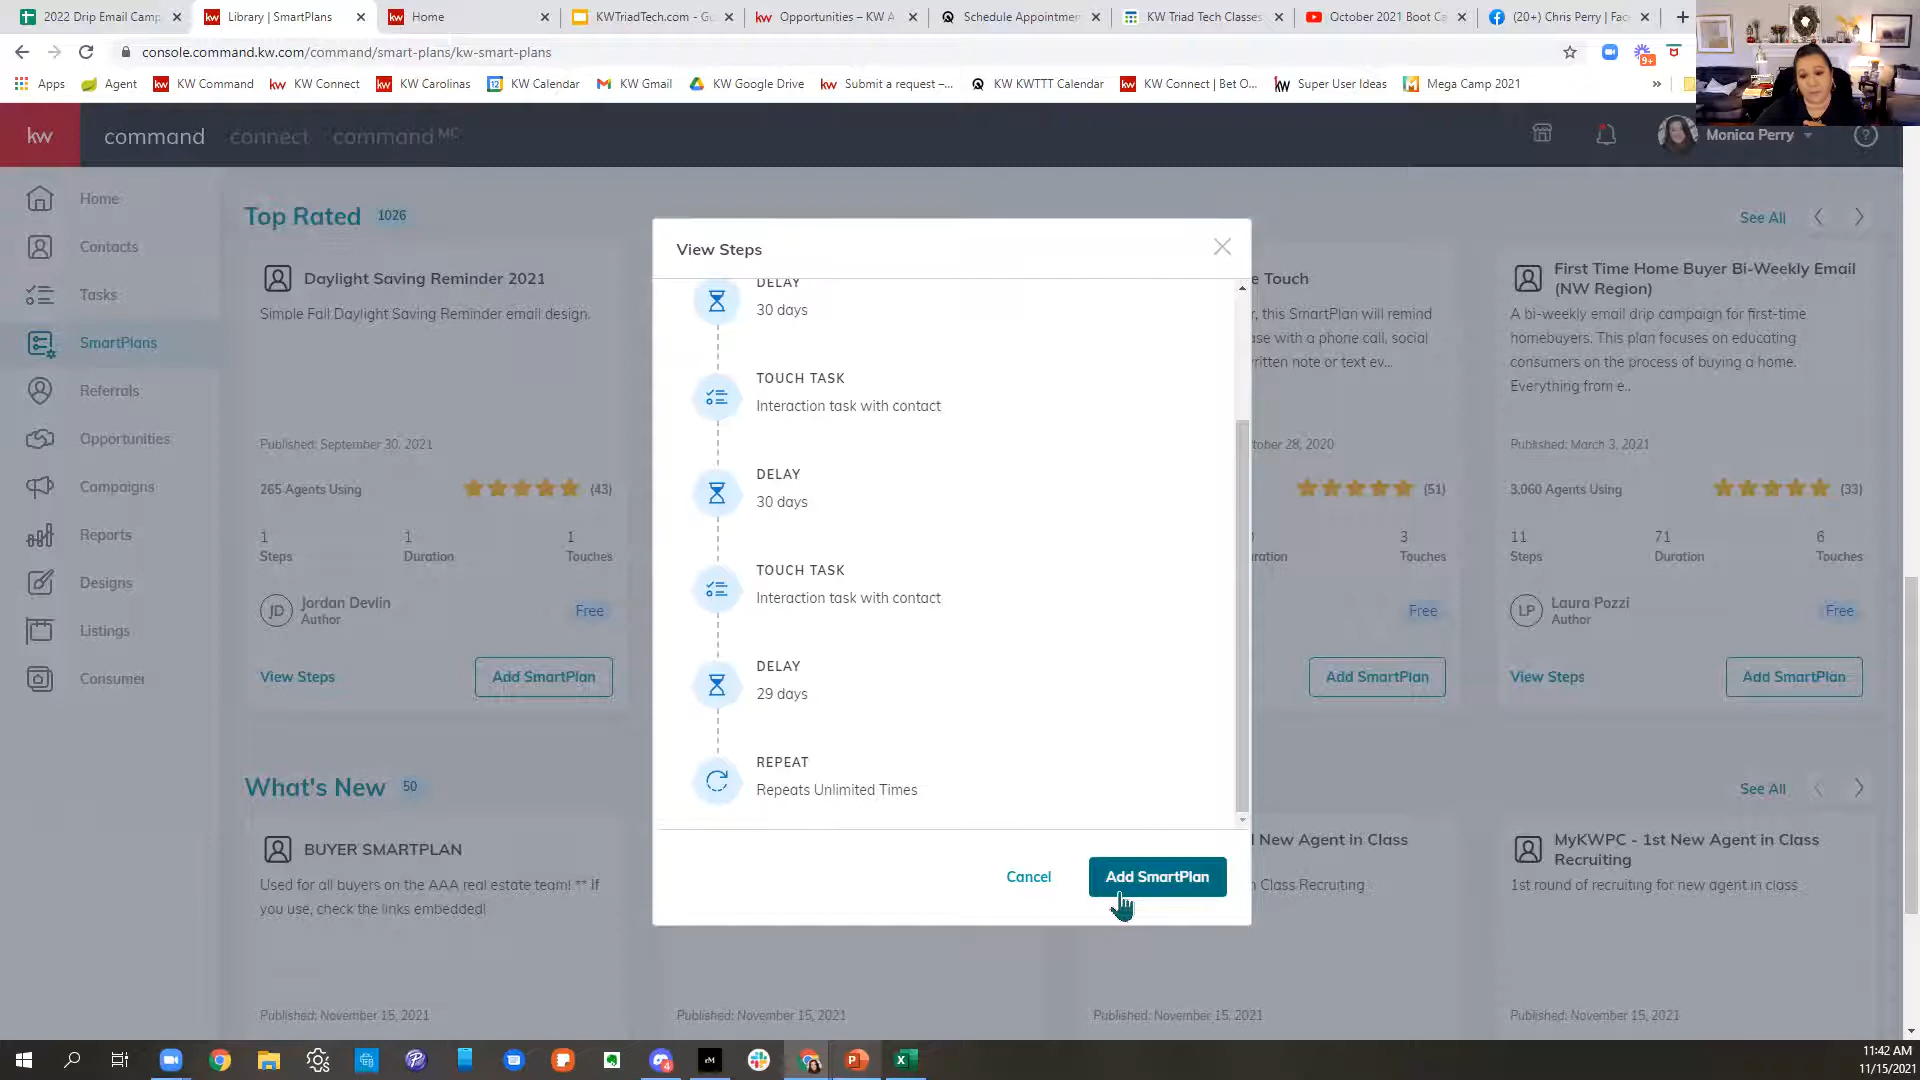 2022 Drip Email Camp
Library | SmartPlans
Home
KWTriadTech.com - Gu
Opportunities – KW A
Schedule Appointmen
KW Triad Tech Classes
October 2021 Boot Ca
(20+) Chris Perry | Fac
console.command.kw.com/command/smart-plans/kw-smart-plans
9+
Apps
Agent
KW Command
KW Connect
KW Carolinas
KW Calendar
KW Gmail
KW Google Drive
Submit a request –...
KW KWTTT Calendar
KW Connect | Bet O...
Super User Ideas
Mega Camp 2021
»
kw
command
connect
command MC
Monica Perry
Home
Contacts
Tasks
SmartPlans
Referrals
Opportunities
Campaigns
Reports
Designs
Listings
Consumer
Top Rated 1026
See All
Daylight Saving Reminder 2021
Simple Fall Daylight Saving Reminder email design.
Published: September 30, 2021
265 Agents Using
(43)
1 1 1
Steps Duration Touches
JD
Jordan Devlin
Author
Free
View Steps
Add SmartPlan
View Steps
DELAY
30 days
TOUCH TASK
Interaction task with contact
DELAY
30 days
TOUCH TASK
Interaction task with contact
DELAY
29 days
REPEAT
Repeats Unlimited Times
Cancel
Add SmartPlan
e Touch
r, this SmartPlan will remind
ase with a phone call, social
written note or text ev...
tober 28, 2020
(51)
3
ration Touches
Free
Add SmartPlan
First Time Home Buyer Bi-Weekly Email
(NW Region)
A bi-weekly email drip campaign for first-time
homebuyers. This plan focuses on educating
consumers on the process of buying a home.
Everything from e..
Published: March 3, 2021
3,060 Agents Using
(33)
11 71 6
Steps Duration Touches
LP
Laura Pozzi
Author
Free
View Steps
Add SmartPlan
What's New 50
See All
BUYER SMARTPLAN
Used for all buyers on the AAA real estate team! ** If
you use, check the links embedded!
Published: November 15, 2021
Published: November 15, 2021
New Agent in Class
n Class Recruiting
Published: November 15, 2021
MyKWPC - 1st New Agent in Class
Recruiting
1st round of recruiting for new agent in class
Published: November 15, 2021
11:42 AM
11/15/2021